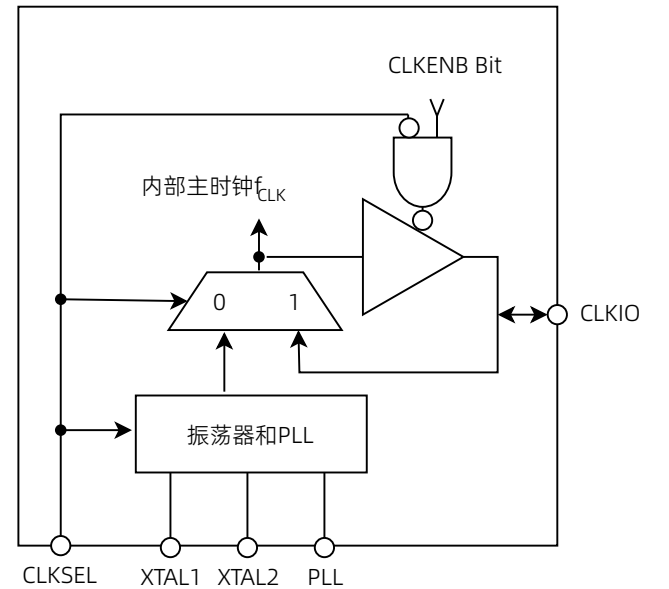 CLKENB Bit
内部主时钟fCLK
0 1
CLKIO
振荡器和PLL
CLKSEL XTAL1 XTAL2 PLL